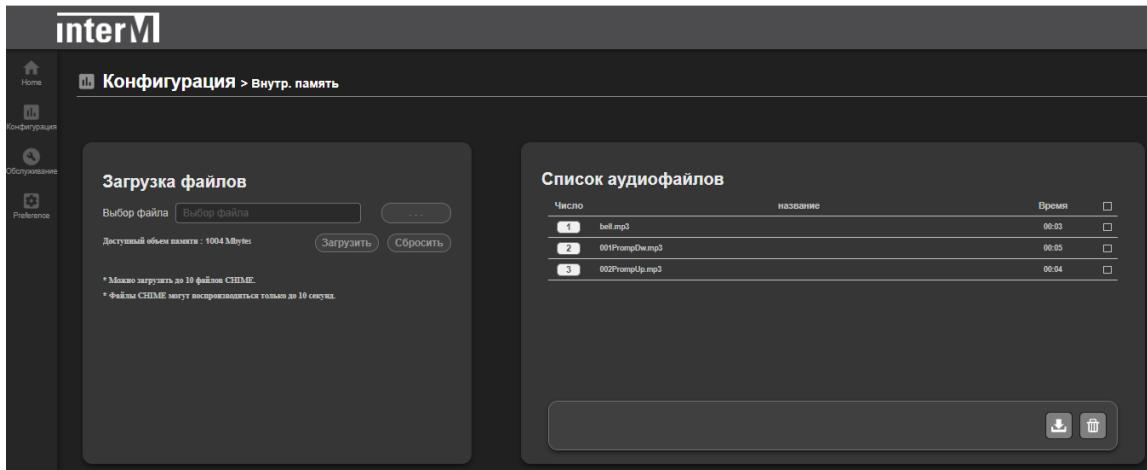 interM
Home
Конфигурация > Внутр. память
Конфигурация
Обслуживание
Preference
Загрузка файлов
Выбор файла Выбор файла ...
Доступный объем памяти : 1004 Mbytes Загрузить Сбросить
* Можно загрузить до 10 файлов CHIME.
* Файлы CHIME могут воспроизводиться только до 10 секунд.
Список аудиофайлов
Число название Время
1 bell.mp3 00:03
2 001PrompDw.mp3 00:05
3 002PrompUp.mp3 00:04